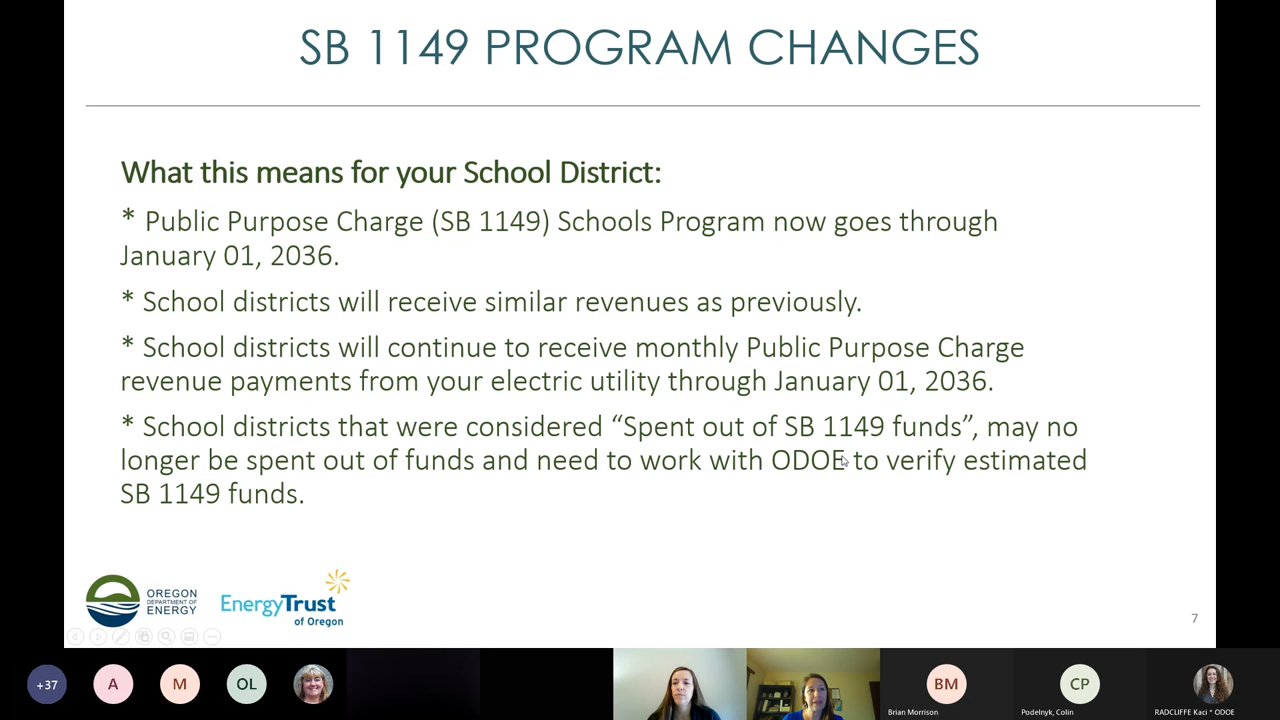 SB 1149 PROGRAM CHANGES
What this means for your School District:
* Public Purpose Charge (SB 1149) Schools Program now goes through
January 01, 2036.
* School districts will receive similar revenues as previously.
* School districts will continue to receive monthly Public Purpose Charge
revenue payments from your electric utility through January 01, 2036.
* School districts that were considered “Spent out of SB 1149 funds”, may no
longer be spent out of funds and need to work with ODOE to verify estimated
SB 1149 funds.
OREGON
DEPARTMENT OF
ENERGY
EnergyTrust
of Oregon
7
+37
A
M
OL
BM
CP
Brian Morrison
Podelnyk, Colin
RADCLIFFE Kaci * ODOE